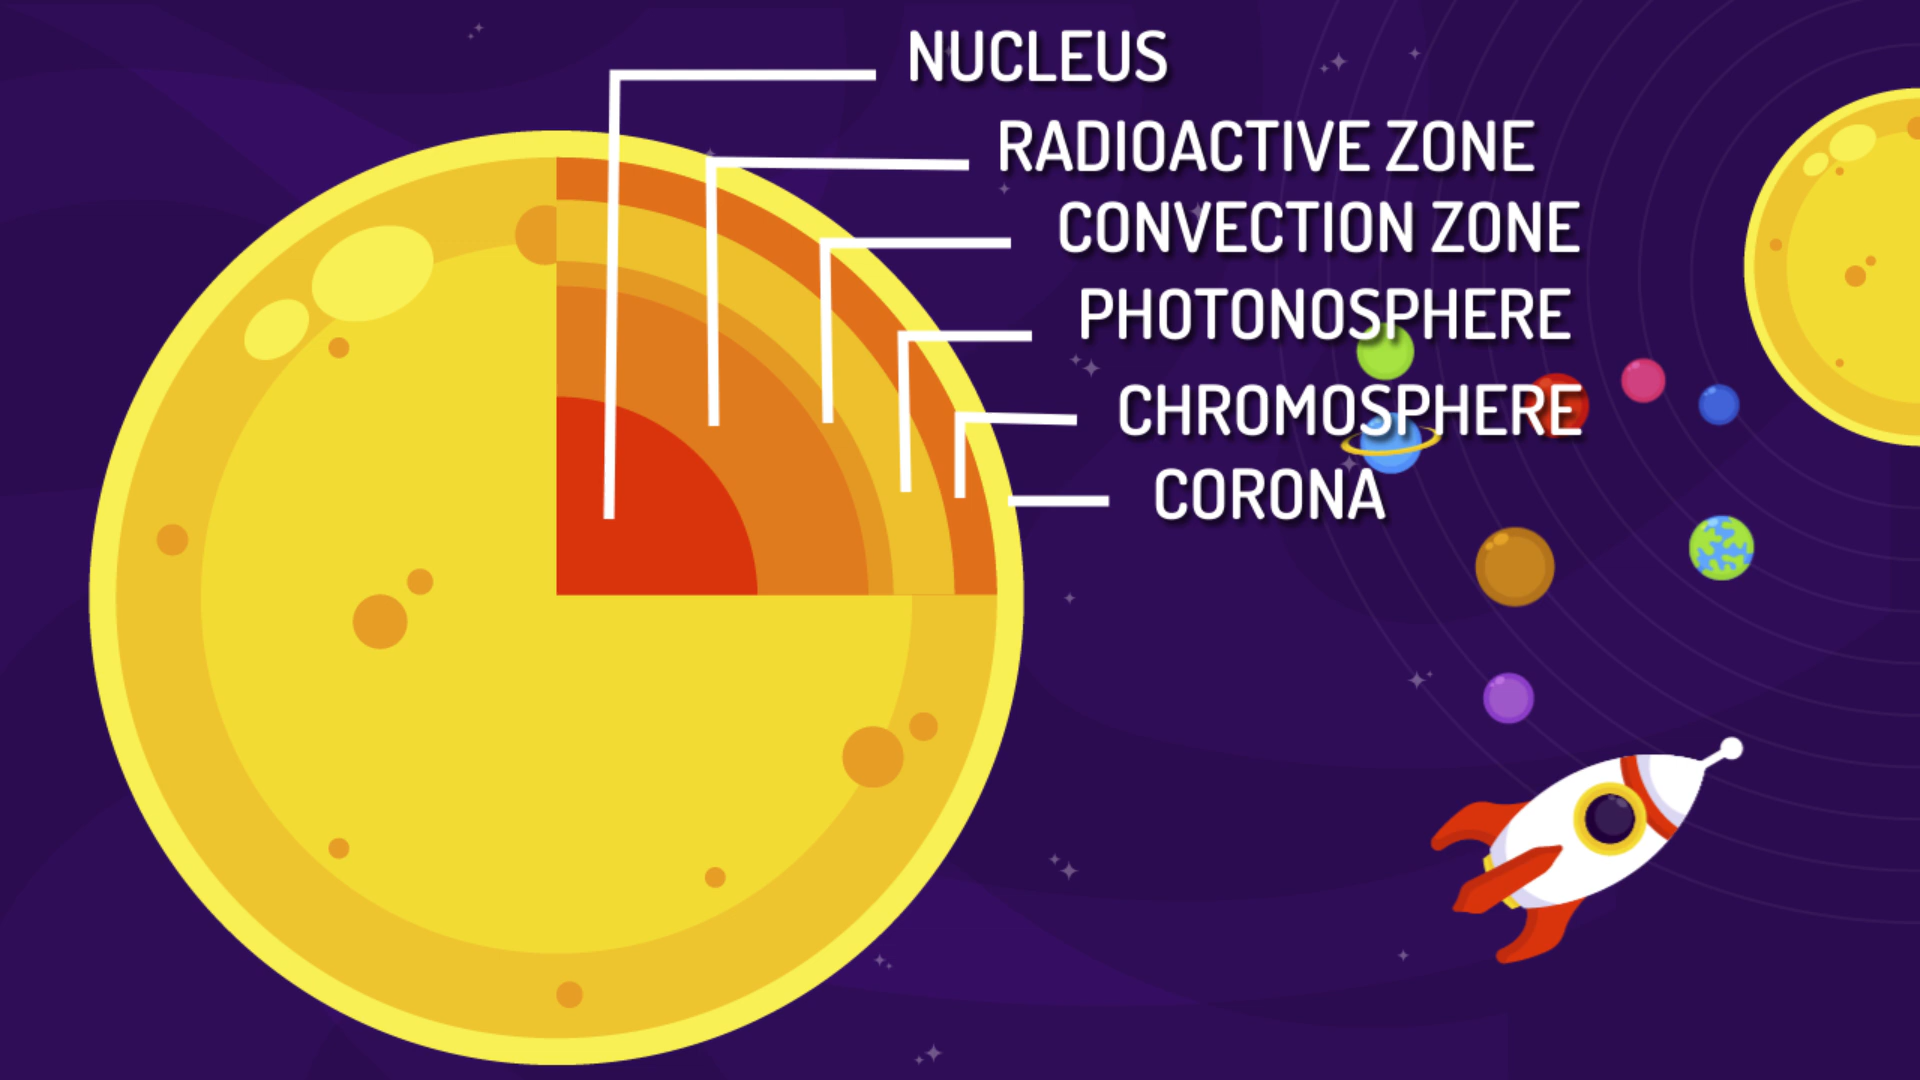 NUCLEUS
RADIOACTIVE ZONE
CONVECTION ZONE
PHOTONOSPHERE
CHROMOSPHERE
CORONA